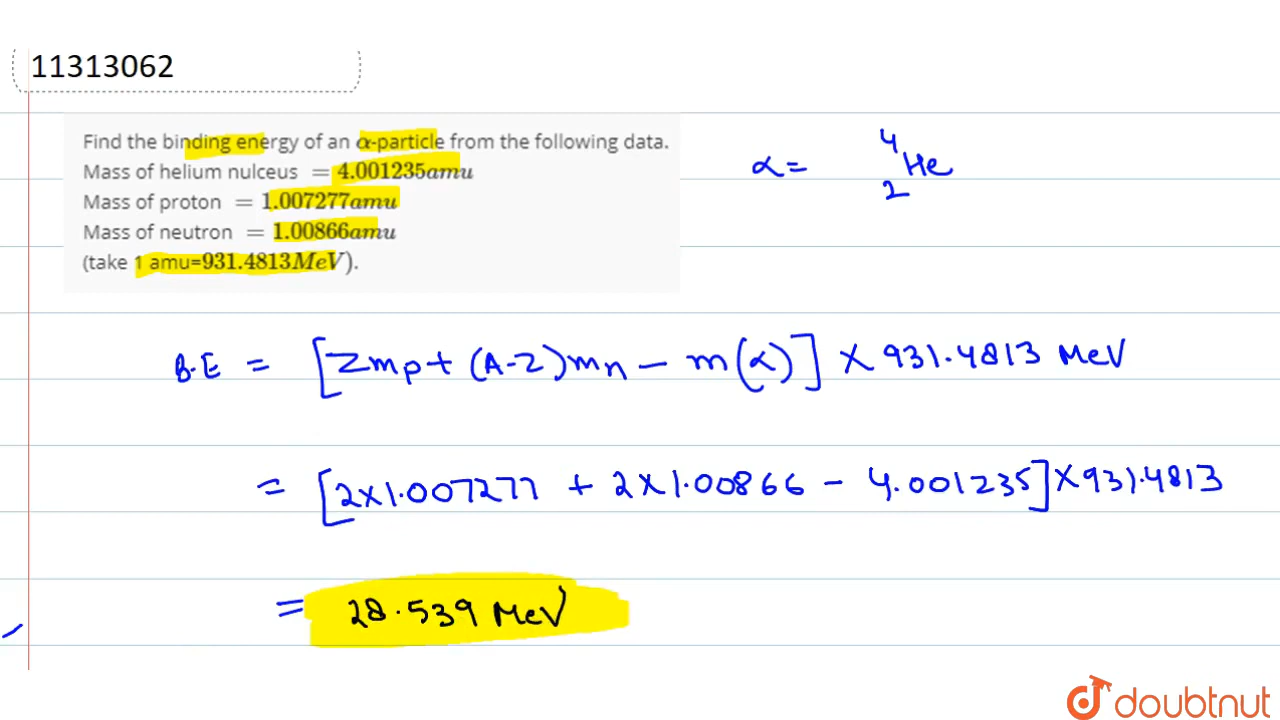 11313062
Find the binding energy of an α-particle from the following data.
Mass of helium nulceus = 4.001235amu
Mass of proton = 1.007277amu
Mass of neutron = 1.00866amu
(take 1 amu=931.4813MeV).
α = ⁴₂He
B.E = [Zmp + (A-Z)mn - m(α)] × 931.4813 MeV
= [2×1.007277 + 2×1.00866 - 4.001235]×931.4813
= 28.539 MeV
doubtnut